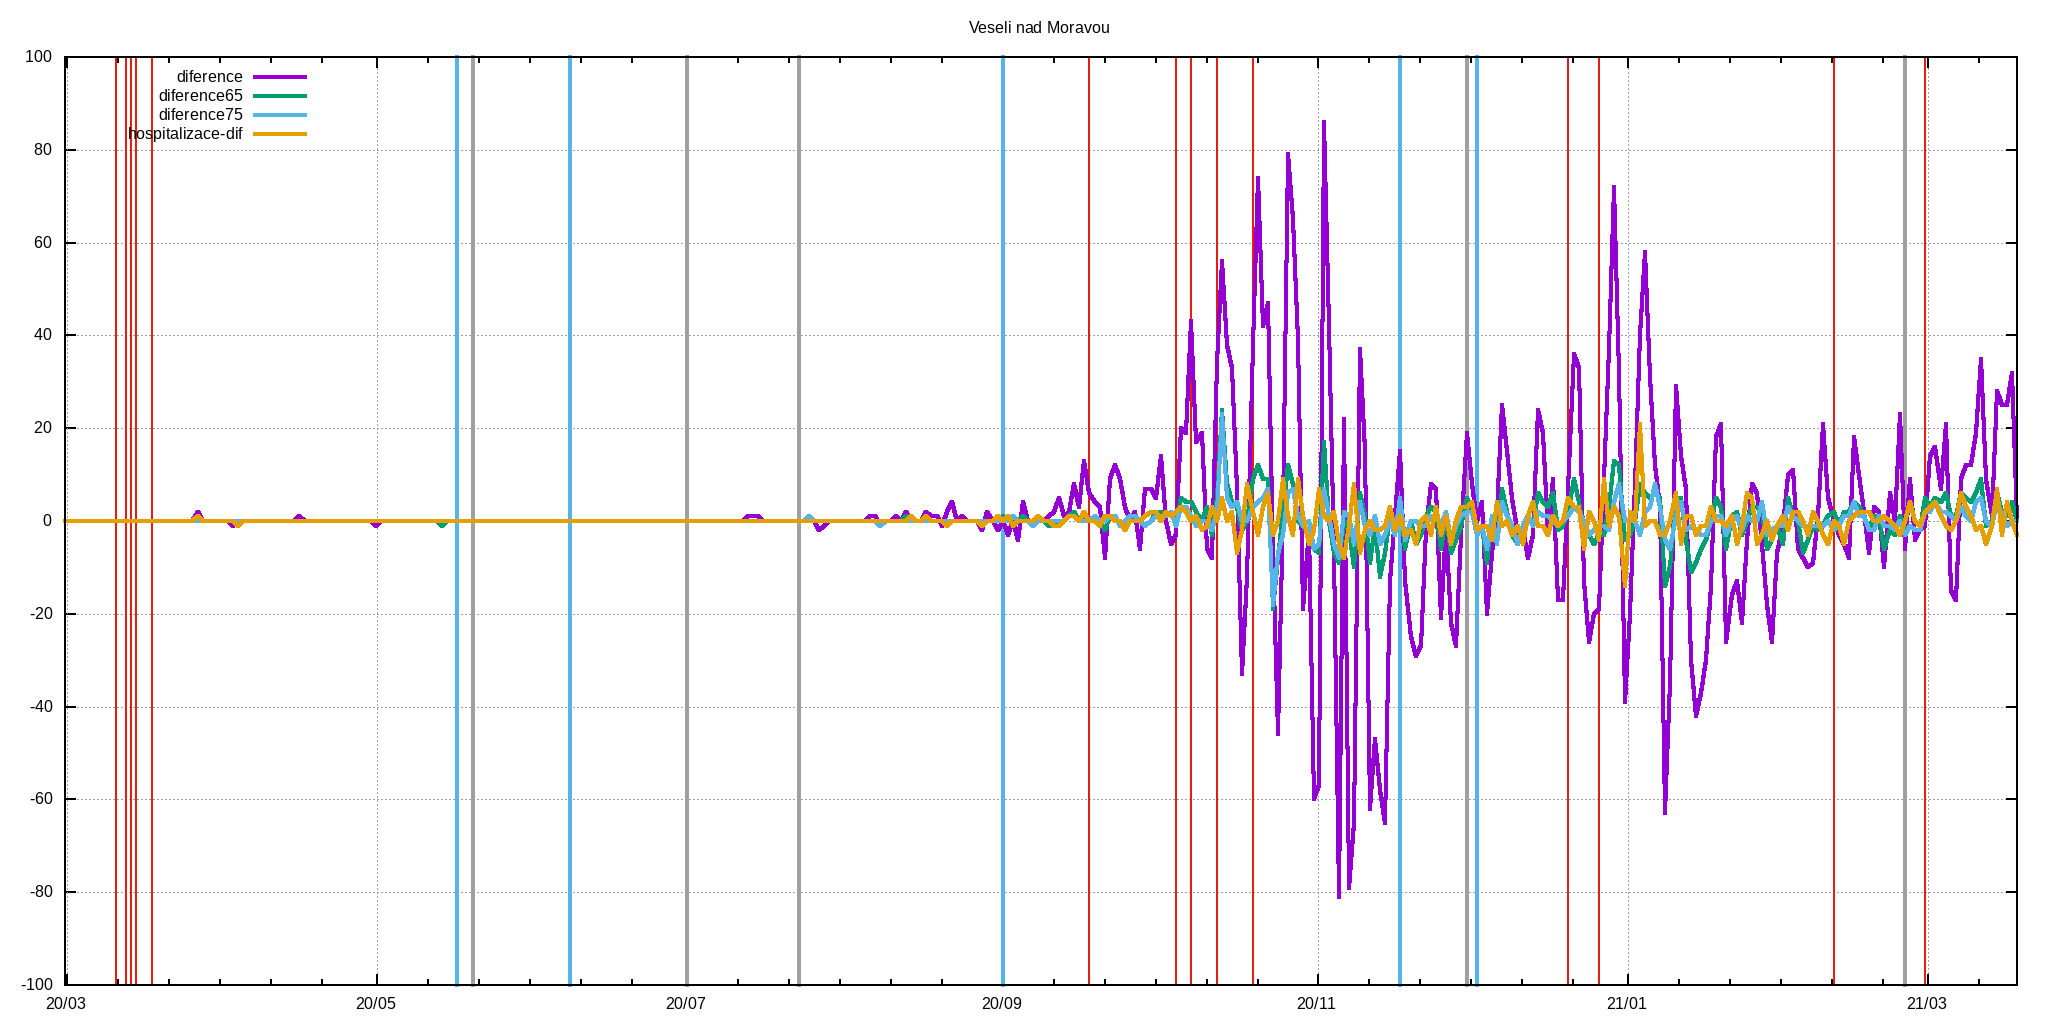 Veseli nad Moravou
100
diference
diference65
diference75
hospitalizace-dif
80
60
40
20
0
-20
-40
-60
-80
-100
20/03 20/05 20/07 20/09 20/11 21/01 21/03